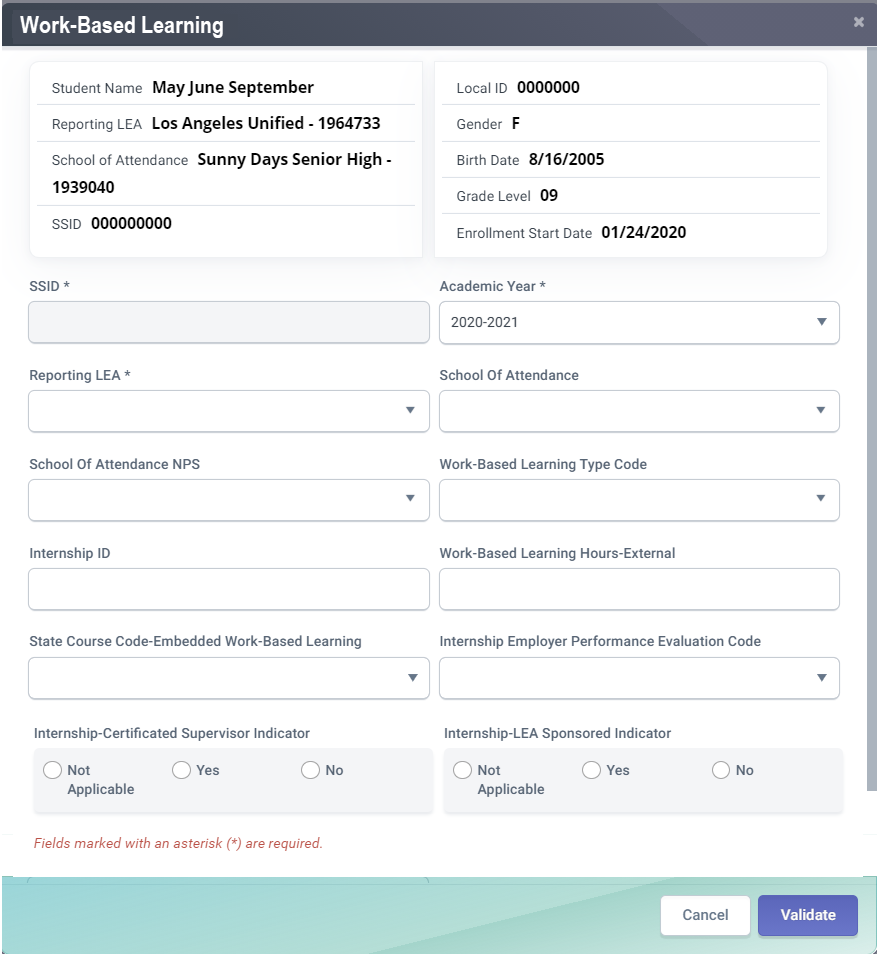 Work-Based Learning
×
Student Name May June September
Reporting LEA Los Angeles Unified - 1964733
School of Attendance Sunny Days Senior High -
1939040
SSID 000000000
Local ID 0000000
Gender F
Birth Date 8/16/2005
Grade Level 09
Enrollment Start Date 01/24/2020
SSID *
Academic Year *
2020-2021
Reporting LEA *
School Of Attendance
School Of Attendance NPS
Work-Based Learning Type Code
Internship ID
Work-Based Learning Hours-External
State Course Code-Embedded Work-Based Learning
Internship Employer Performance Evaluation Code
Internship-Certificated Supervisor Indicator
Not
Applicable
Yes
No
Internship-LEA Sponsored Indicator
Not
Applicable
Yes
No
Fields marked with an asterisk (*) are required.
Cancel
Validate